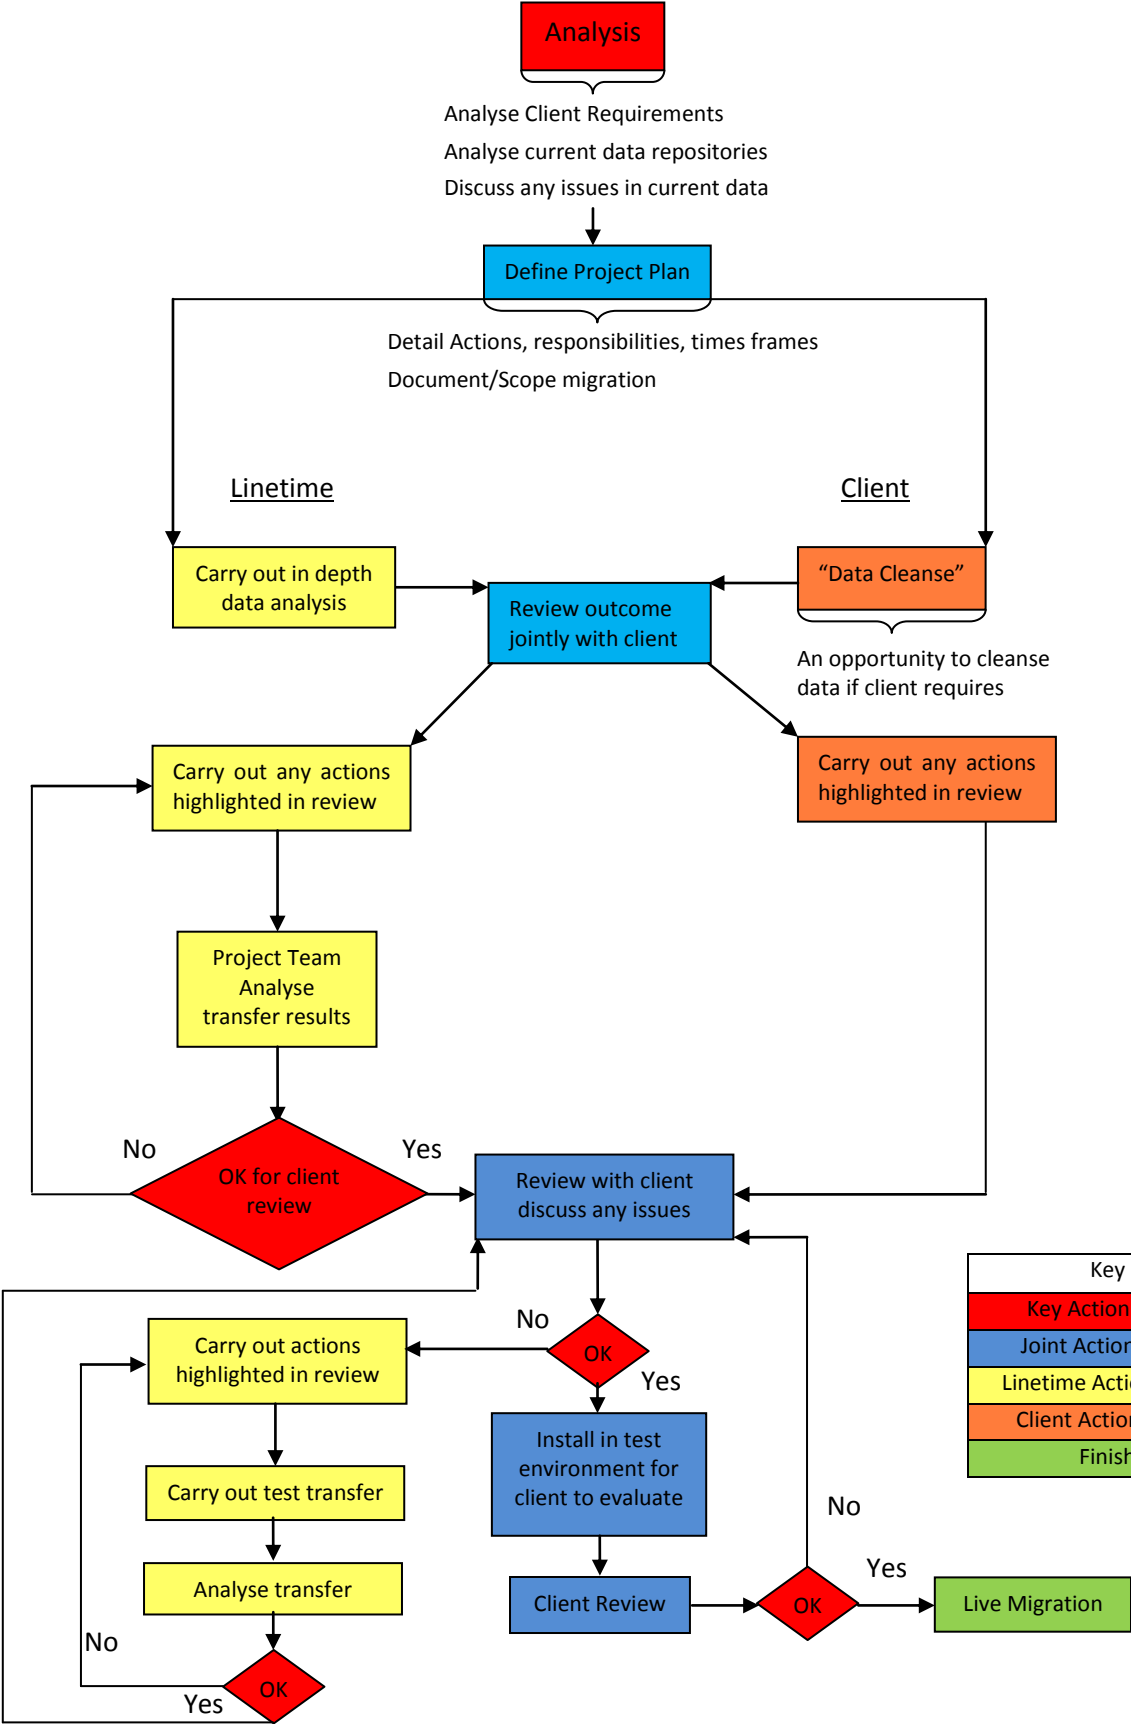 Analysis
Analyse Client Requirements
Analyse current data repositories
Discuss any issues in current data
Define Project Plan
Detail Actions, responsibilities, times frames
Document/Scope migration
Linetime
Client
Carry out in depth
data analysis
“Data Cleanse”
Review outcome
jointly with client
An opportunity to cleanse
data if client requires
Carry out any actions
highlighted in review
Carry out any actions
highlighted in review
Project Team
Analyse
transfer results
No
Yes
OK for client
review
Review with client
discuss any issues
Key
Key Action
Joint Action
Linetime Acti
Client Actio
Finish
No
OK
Yes
Carry out actions
highlighted in review
Install in test
environment for
client to evaluate
Carry out test transfer
No
Analyse transfer
Client Review
OK
Yes
Live Migration
No
OK
Yes